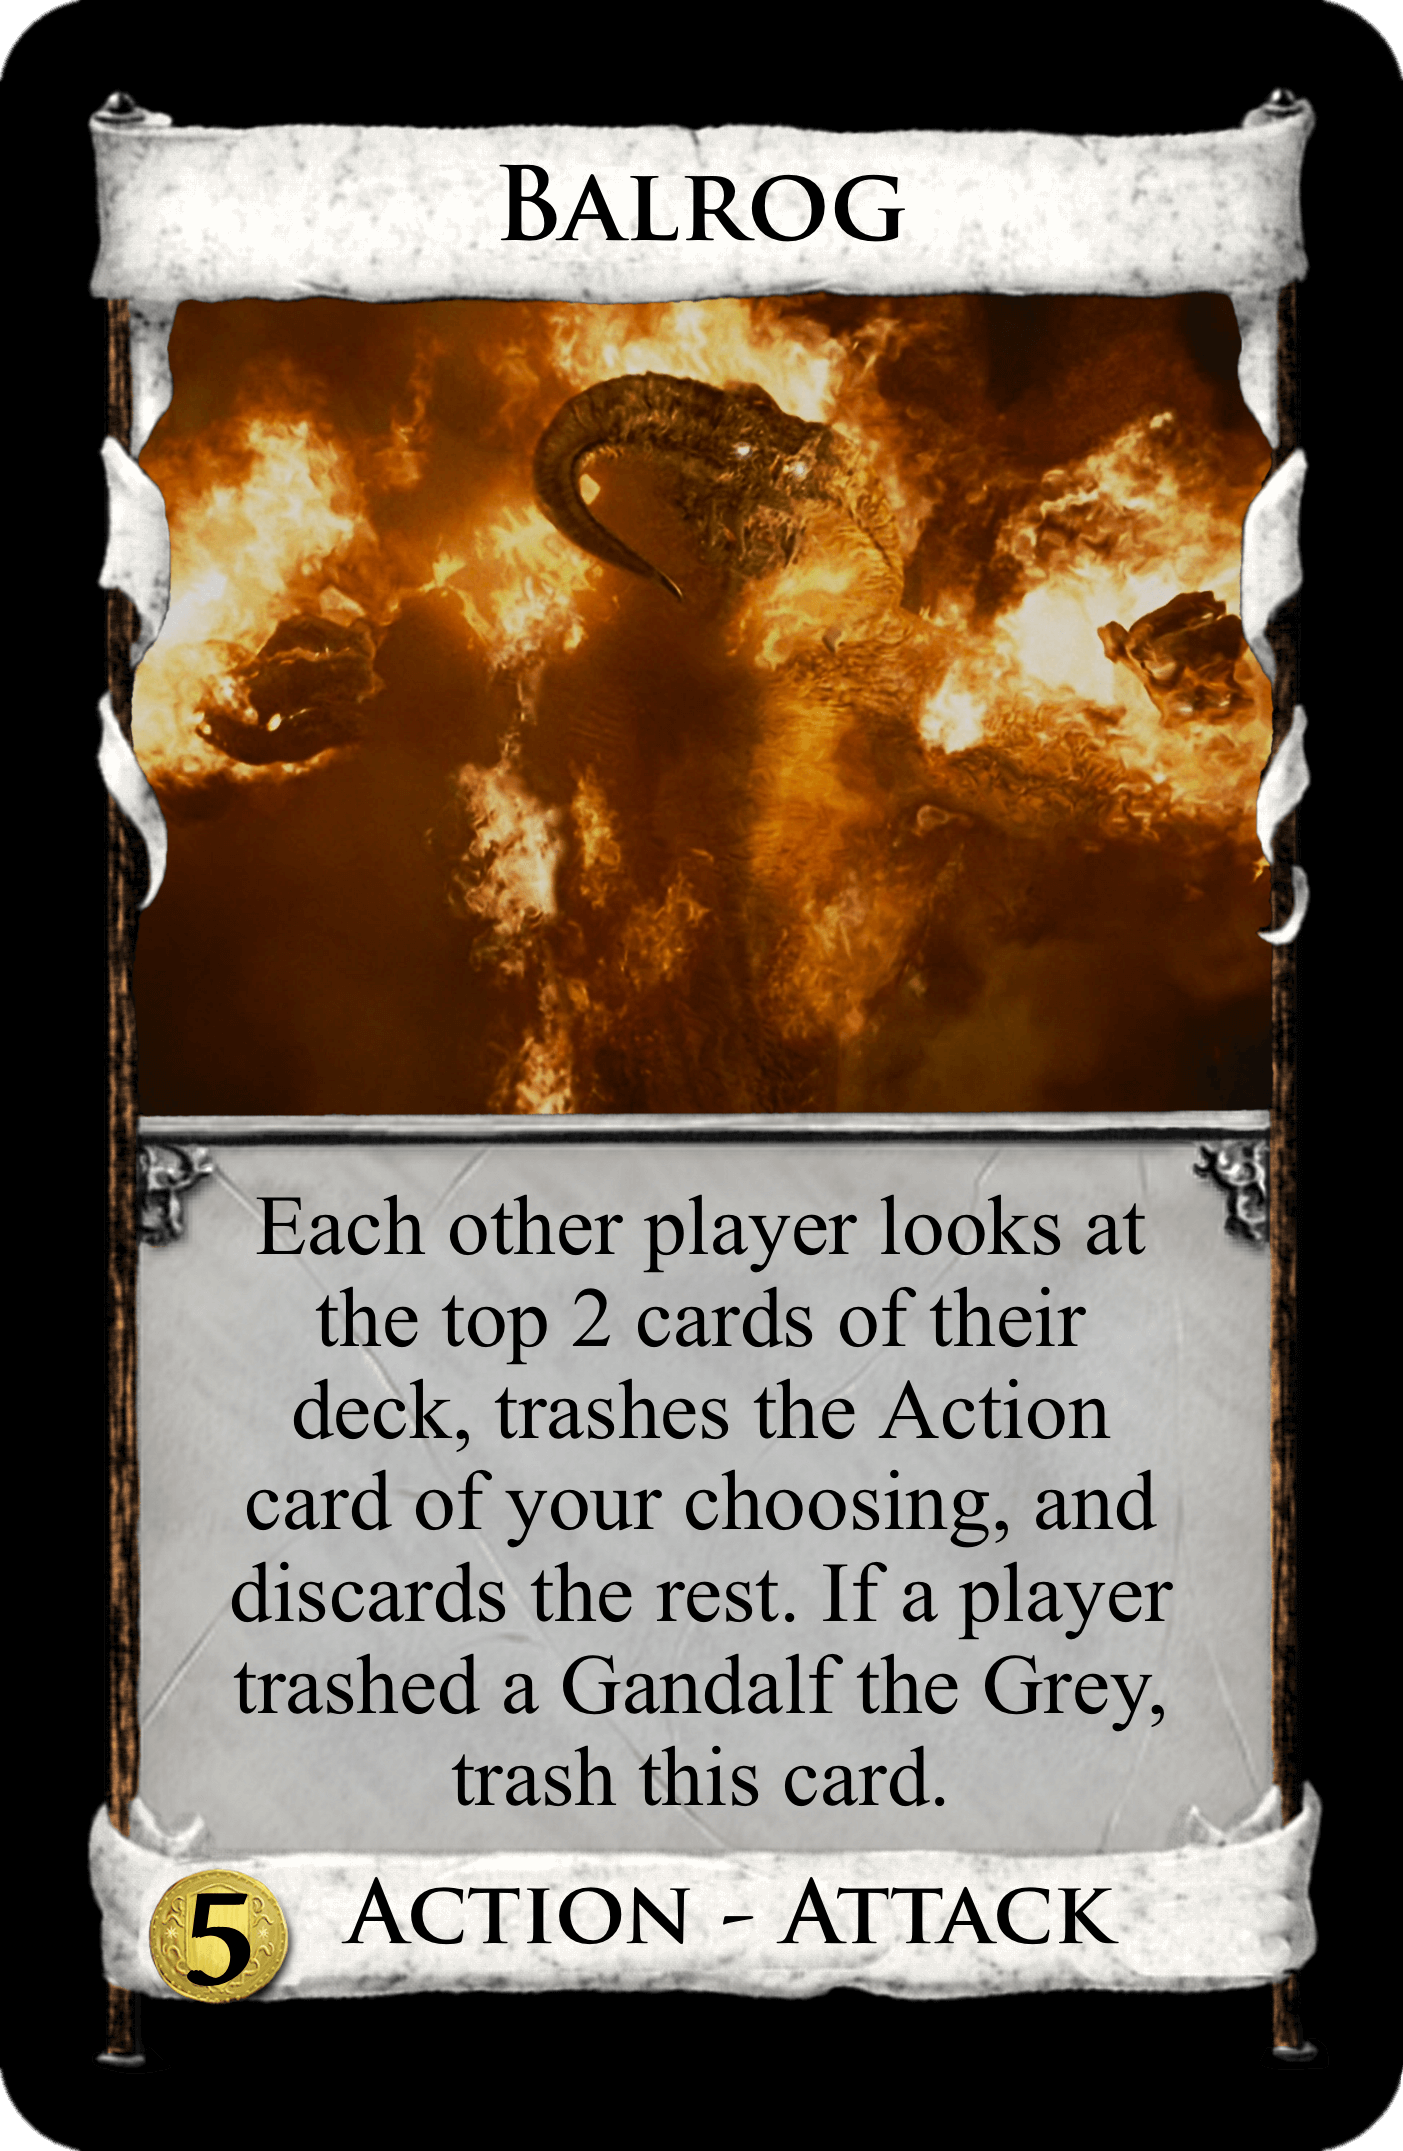 BALROG
Each other player looks at
the top 2 cards of their
deck, trashes the Action
card of your choosing, and
discards the rest. If a player
trashed a Gandalf the Grey,
trash this card.
5 ACTION - ATTACK